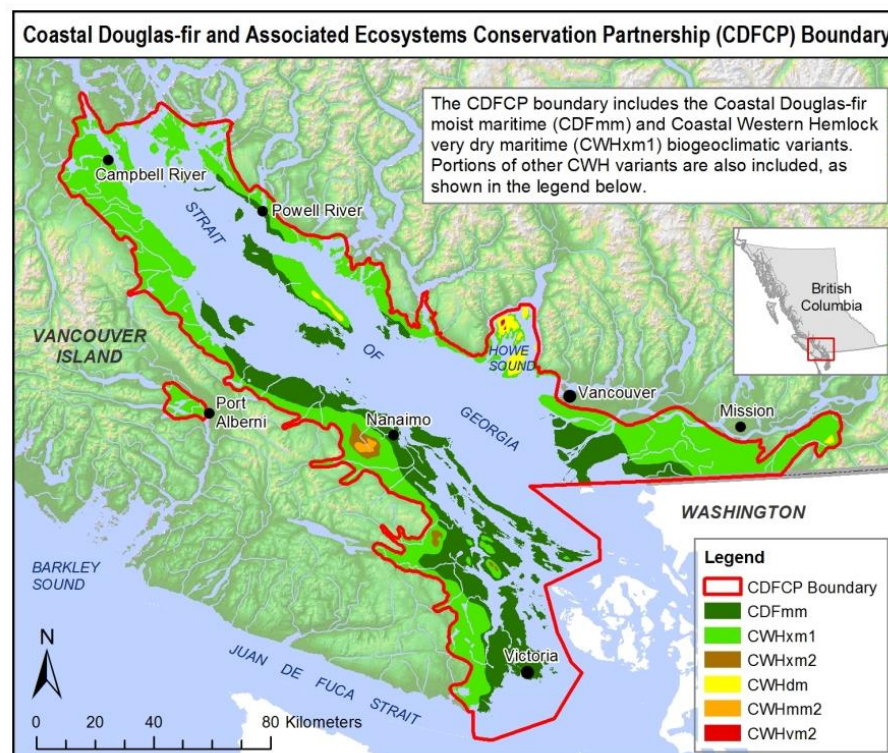 Coastal Douglas-fir and Associated Ecosystems Conservation Partnership (CDFCP) Boundary
The CDFCP boundary includes the Coastal Douglas-fir
moist maritime (CDFmm) and Coastal Western Hemlock
very dry maritime (CWHxm1) biogeoclimatic variants.
Portions of other CWH variants are also included, as
shown in the legend below.
Campbell River
Powell River
STRAIT
British
Columbia
VANCOUVER
ISLAND
OF
HOWE
SOUND
Vancouver
Port
Alberni
Nanaimo
GEORGIA
Mission
WASHINGTON
BARKLEY
SOUND
Legend
CDFCP Boundary
CDFmm
CWHxm1
CWHxm2
CWHdm
CWHmm2
CWHvm2
N
JUAN DE FUCA STRAIT
Victoria
0 20 40 80 Kilometers